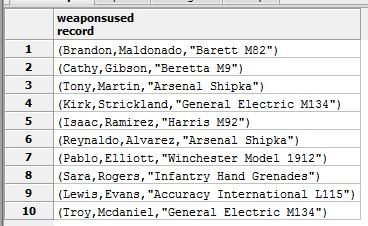 weaponsused
record
1 (Brandon,Maldonado,"Barett M82")
2 (Cathy,Gibson,"Beretta M9")
3 (Tony,Martin,"Arsenal Shipka")
4 (Kirk,Strickland,"General Electric M134")
5 (Isaac,Ramirez,"Harris M92")
6 (Reynaldo,Alvarez,"Arsenal Shipka")
7 (Pablo,Elliott,"Winchester Model 1912")
8 (Sara,Rogers,"Infantry Hand Grenades")
9 (Lewis,Evans,"Accuracy International L115")
10 (Troy,Mcdaniel,"General Electric M134")